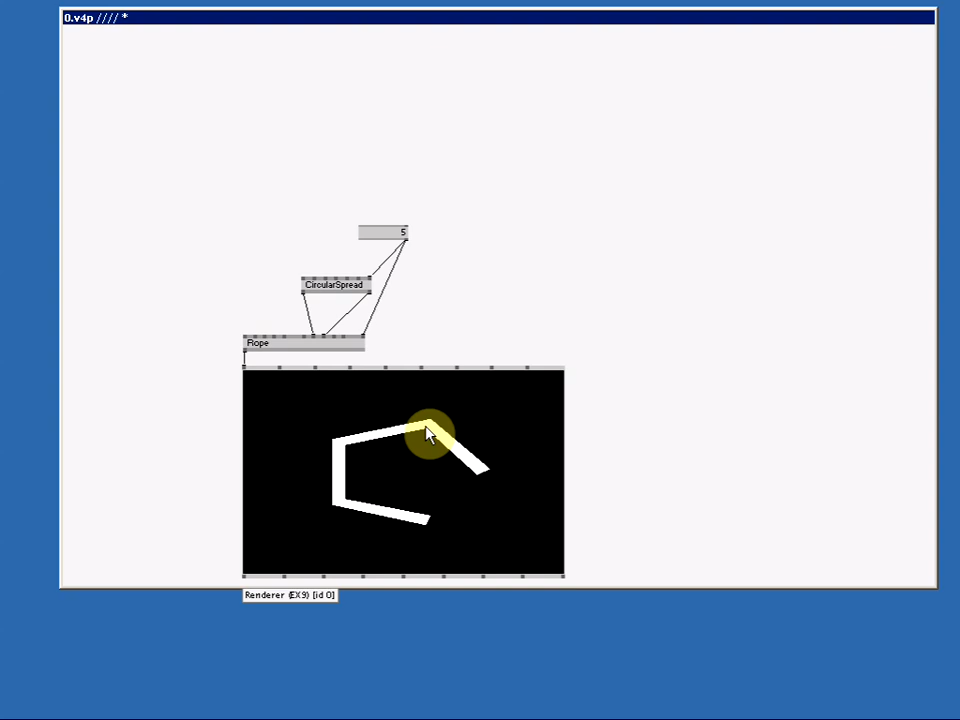 0.v4p //// *
5
CircularSpread
Rope
Renderer (EX9) [id 0]